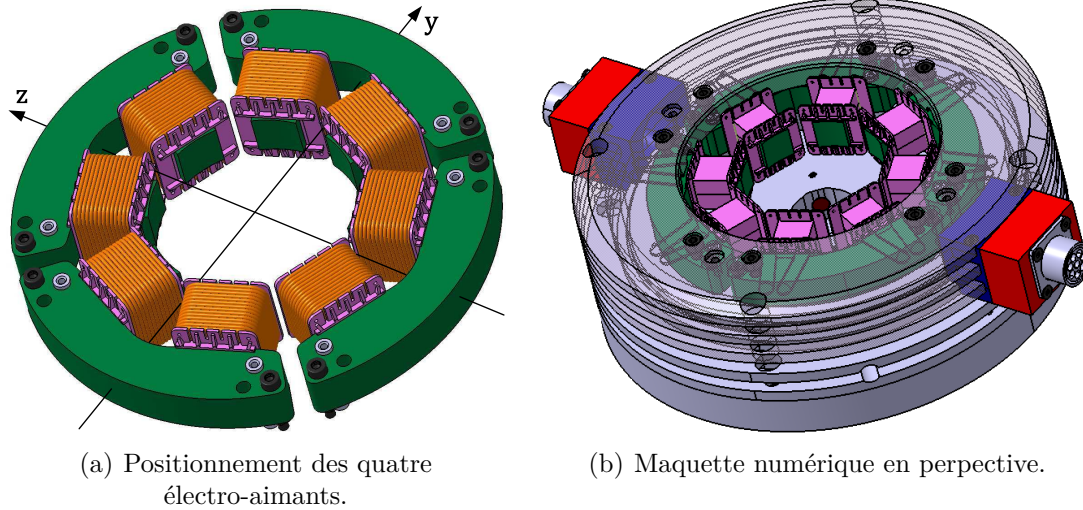 y
z
(a) Positionnement des quatre
électro-aimants.
(b) Maquette numérique en perpective.